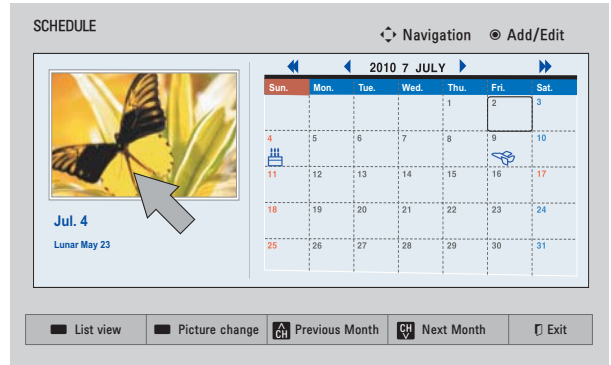 SCHEDULE
Navigation Add/Edit
2010 7 JULY
Sun. Mon. Tue. Wed. Thu. Fri. Sat.
1 2 3
4 5 6 7 8 9 10
11 12 13 14 15 16 17
18 19 20 21 22 23 24
25 26 27 28 29 30 31
Jul. 4
Lunar May 23
List view Picture change CH Previous Month CH Next Month Exit